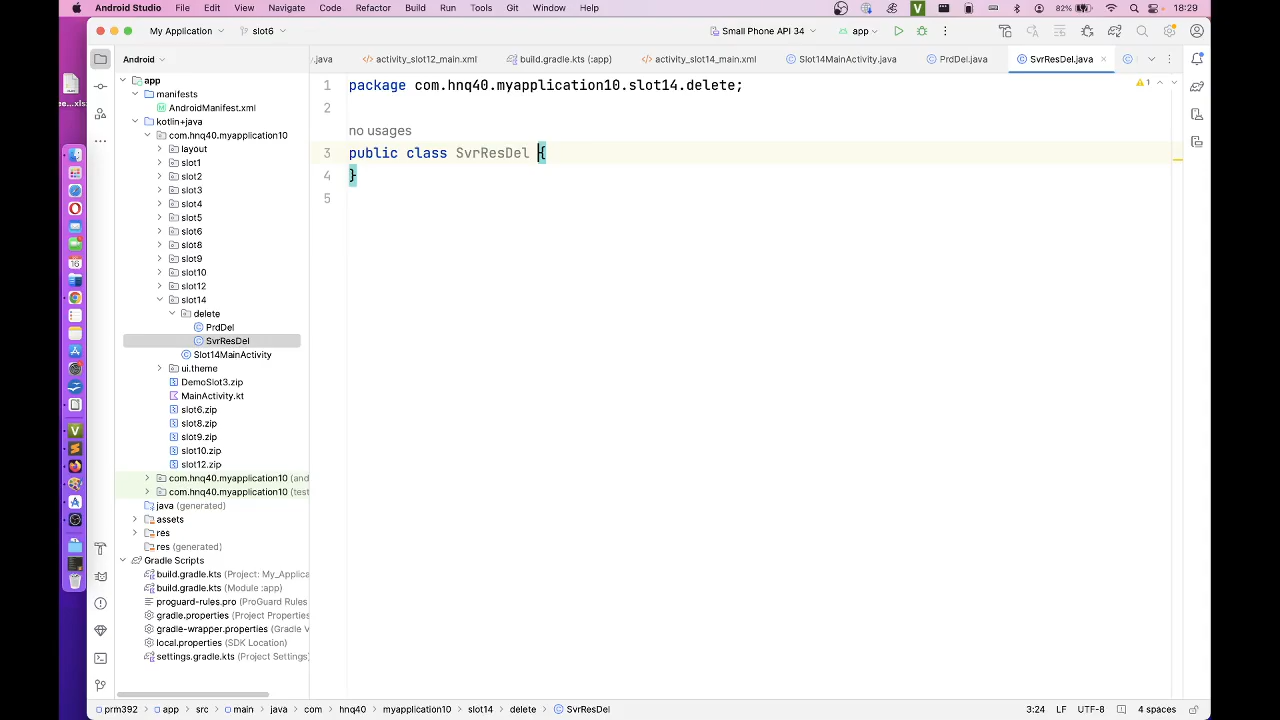 Android Studio File Edit View Navigate Code Refactor Build Run Tools Git Window Help 82% 18:29
My Application slot6 Small Phone API 34 app
Android
.java activity_slot12_main.xml build.gradle.kts (:app) activity_slot14_main.xml Slot14MainActivity.java PrdDel.java SvrResDel.java
1 package com.hnq40.myapplication10.slot14.delete;
1
2
no usages
3 public class SvrResDel {
4 }
5
app
manifests
AndroidManifest.xml
kotlin+java
com.hnq40.myapplication10
layout
slot1
slot2
slot3
slot4
slot5
slot6
slot8
slot9
slot10
slot12
slot14
delete
PrdDel
SvrResDel
Slot14MainActivity
ui.theme
DemoSlot3.zip
MainActivity.kt
slot6.zip
slot8.zip
slot9.zip
slot10.zip
slot12.zip
com.hnq40.myapplication10 (and
com.hnq40.myapplication10 (test
java (generated)
assets
res
res (generated)
Gradle Scripts
build.gradle.kts (Project: My_Applica
build.gradle.kts (Module :app)
proguard-rules.pro (ProGuard Rules
gradle.properties (Project Properties
gradle-wrapper.properties (Gradle V
local.properties (SDK Location)
settings.gradle.kts (Project Settings)
prm392 app src main java com hnq40 myapplication10 slot14 delete SvrResDel 3:24 LF UTF-8 4 spaces